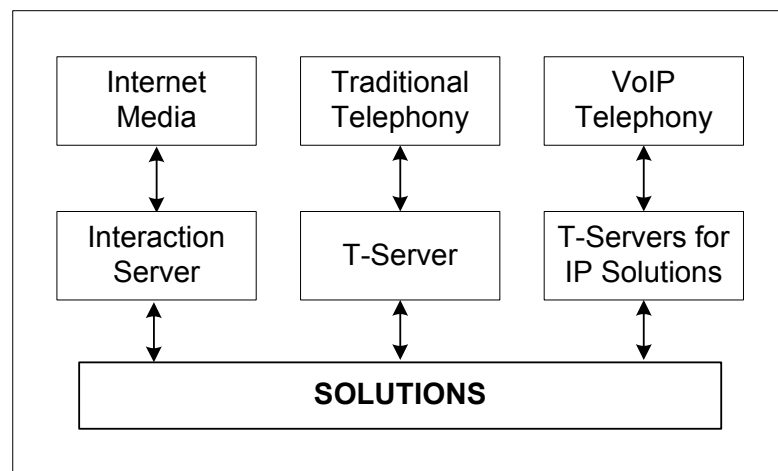 Internet
Media
Traditional
Telephony
VoIP
Telephony
Interaction
Server
T-Server
T-Servers for
IP Solutions
SOLUTIONS